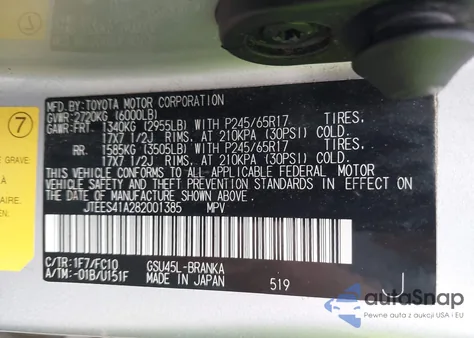 MFD.BY:TOYOTA MOTOR CORPORATION
GVWR:2720KG (6000LB)
GAWR:FRT 1340KG (2955LB) WITH P245/65R17 TIRES.
17X7 1/2J RIMS, AT 210KPA (30PSI) COLD.
RR 1585KG (3505LB) WITH P245/65R17 TIRES.
17X7 1/2J RIMS, AT 210KPA (30PSI) COLD.
THIS VEHICLE CONFORMS TO ALL APPLICABLE FEDERAL MOTOR
VEHICLE SAFETY, BUMPER, AND THEFT PREVENTION STANDARDS IN
EFFECT ON THE DATE OF MANUFACTURE SHOWN ABOVE.
JTEES41A282001385 MPV
C/TR:1F7/FC10 GSU45L-BRANKA
A/TM:-01B/U151F MADE IN JAPAN 519
J
7
E GRAVE:
autoSnap
Pewne auto z aukcji USA i EU